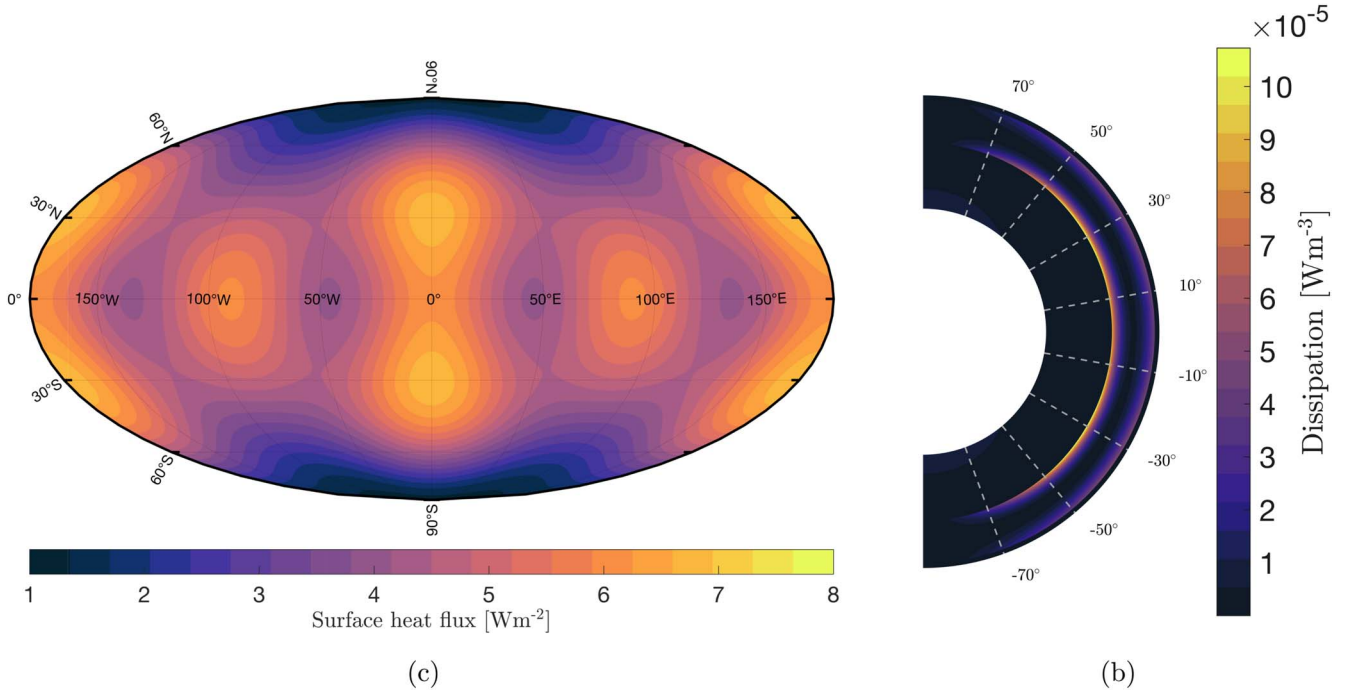 ×10⁻⁵
90°N
60°N
30°N
0°
150°W
100°W
50°W
0°
50°E
100°E
150°E
30°S
60°S
90°S
1 2 3 4 5 6 7 8
Surface heat flux [Wm⁻²]
(c)
70°
50°
30°
10°
-10°
-30°
-50°
-70°
10
9
8
7
6
5
4
3
2
1
Dissipation [Wm⁻³]
(b)